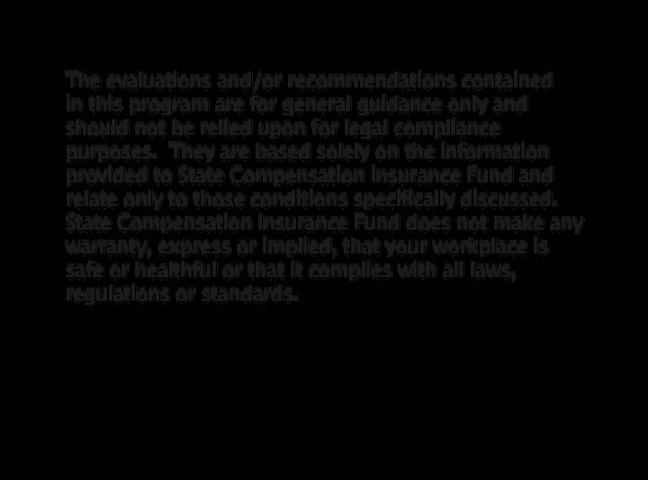 The evaluations and/or recommendations contained
in this program are for general guidance only and
should not be relied upon for legal compliance
purposes.  They are based solely on the information
provided to State Compensation Insurance Fund and
relate only to those conditions specifically discussed.
State Compensation Insurance Fund does not make any
warranty, express or implied, that your workplace is
safe or healthful or that it complies with all laws,
regulations or standards.